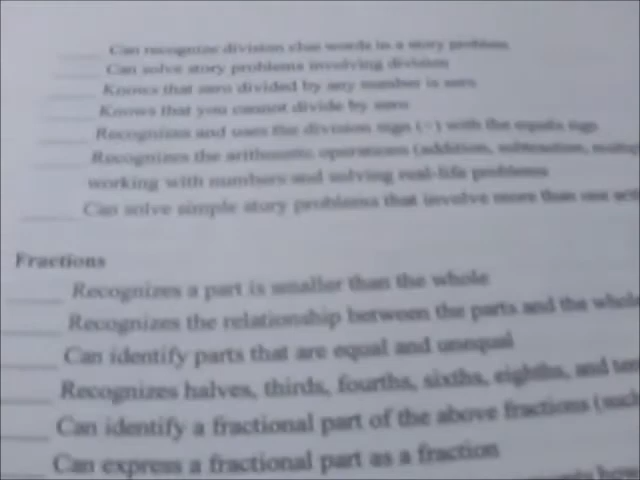 Can recognize division clue words in a story problem
Can solve story problems involving division
Knows that zero divided by any number is zero
Knows that you cannot divide by zero
Recognizes and uses the division sign (÷) with the equals sign
Recognizes the arithmetic operations (addition, subtraction,
working with numbers and solving real-life problems
Can solve simple story problems that involve more than one
Fractions
Recognizes a part is smaller than the whole
Recognizes the relationship between the parts and the whole
Can identify parts that are equal and unequal
Recognizes halves, thirds, fourths, sixths, eighths, and
Can identify a fractional part of the above fractions (such
Can express a fractional part as a fraction